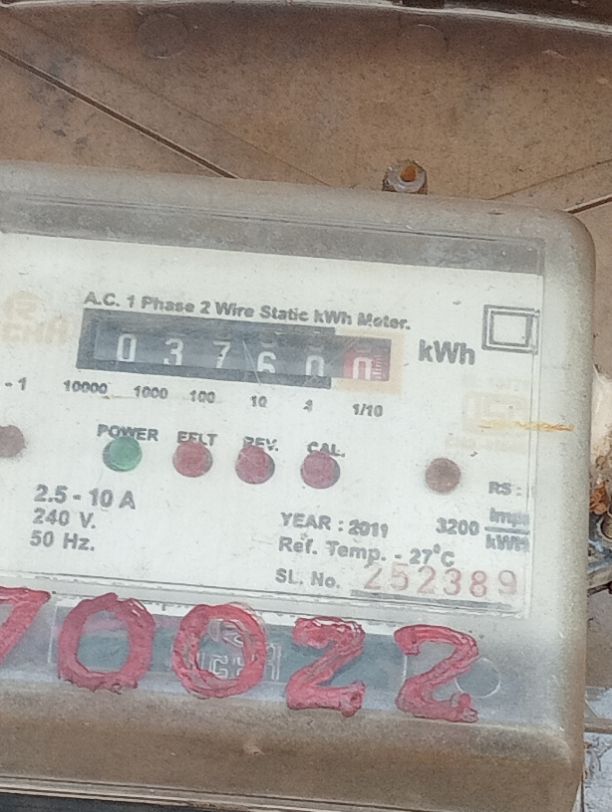 A.C. 1 Phase 2 Wire Static kWh Meter.
0 3 7 6 0 0 kWh
- 1 10000 1000 100 10 1 1/10
POWER EFLT REV. CAL.
2.5 - 10 A
240 V.
50 Hz.
RS :
YEAR : 2011 3200 imp/kWh
Ref. Temp. - 27°C
SL. No. 252389
70022